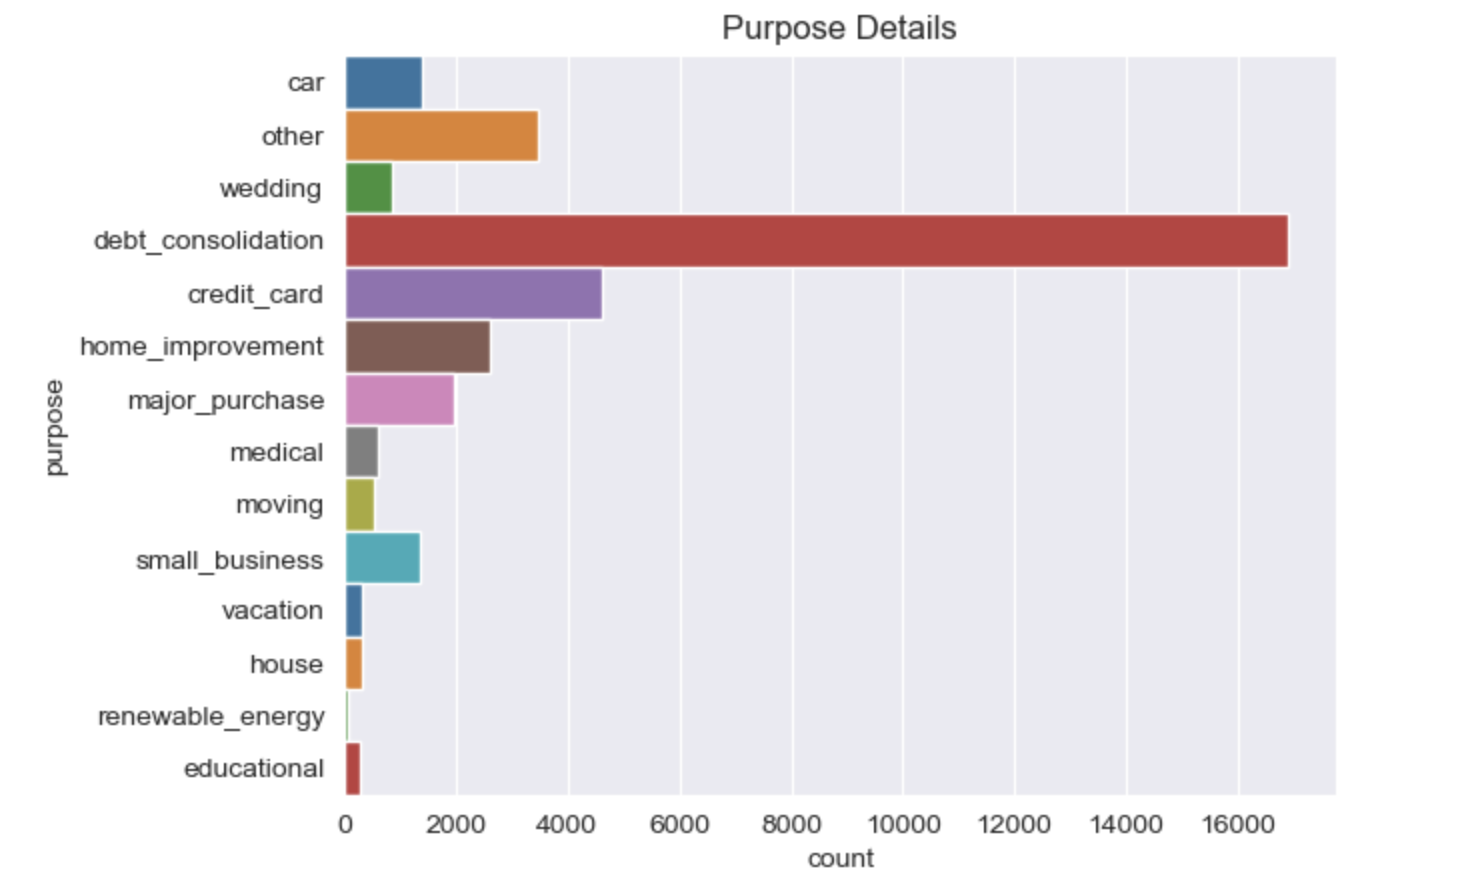 Purpose Details
car
other
wedding
debt_consolidation
credit_card
home_improvement
major_purchase
medical
moving
small_business
vacation
house
renewable_energy
educational
purpose
0 2000 4000 6000 8000 10000 12000 14000 16000
count